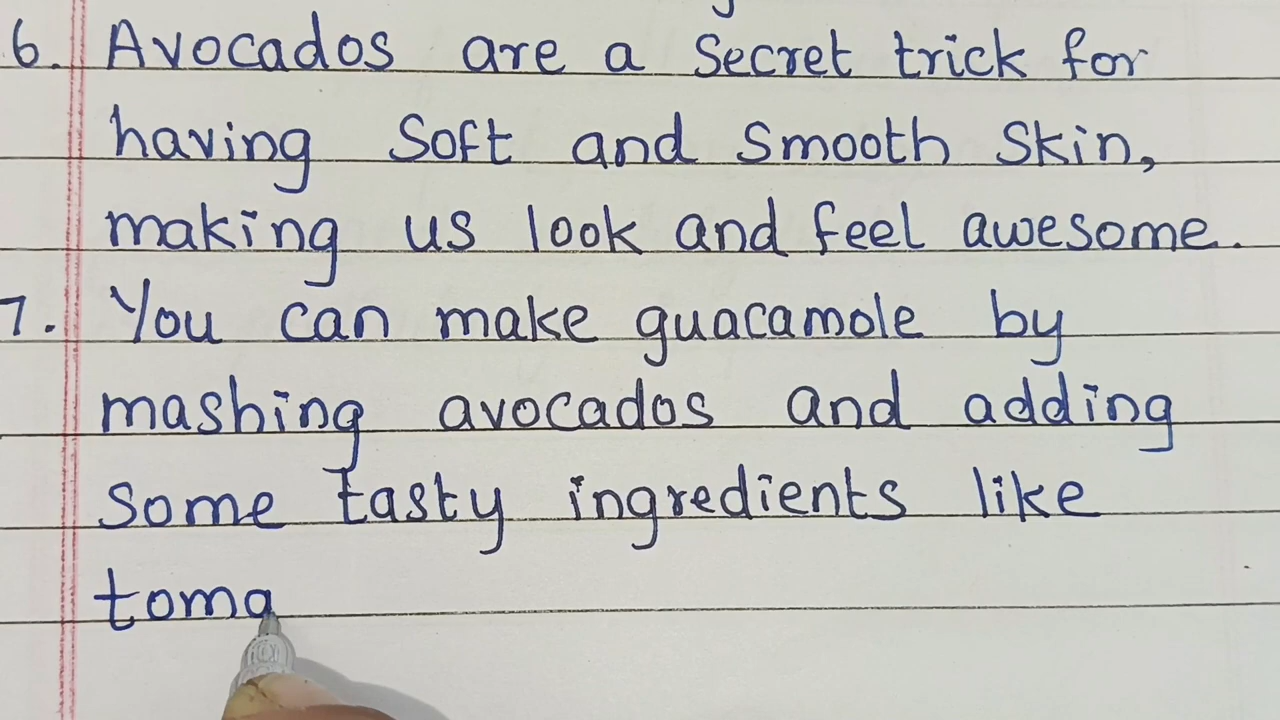 6. Avocados are a secret trick for
having soft and smooth skin,
making us look and feel awesome.
7. You can make guacamole by
mashing avocados and adding
some tasty ingredients like
toma